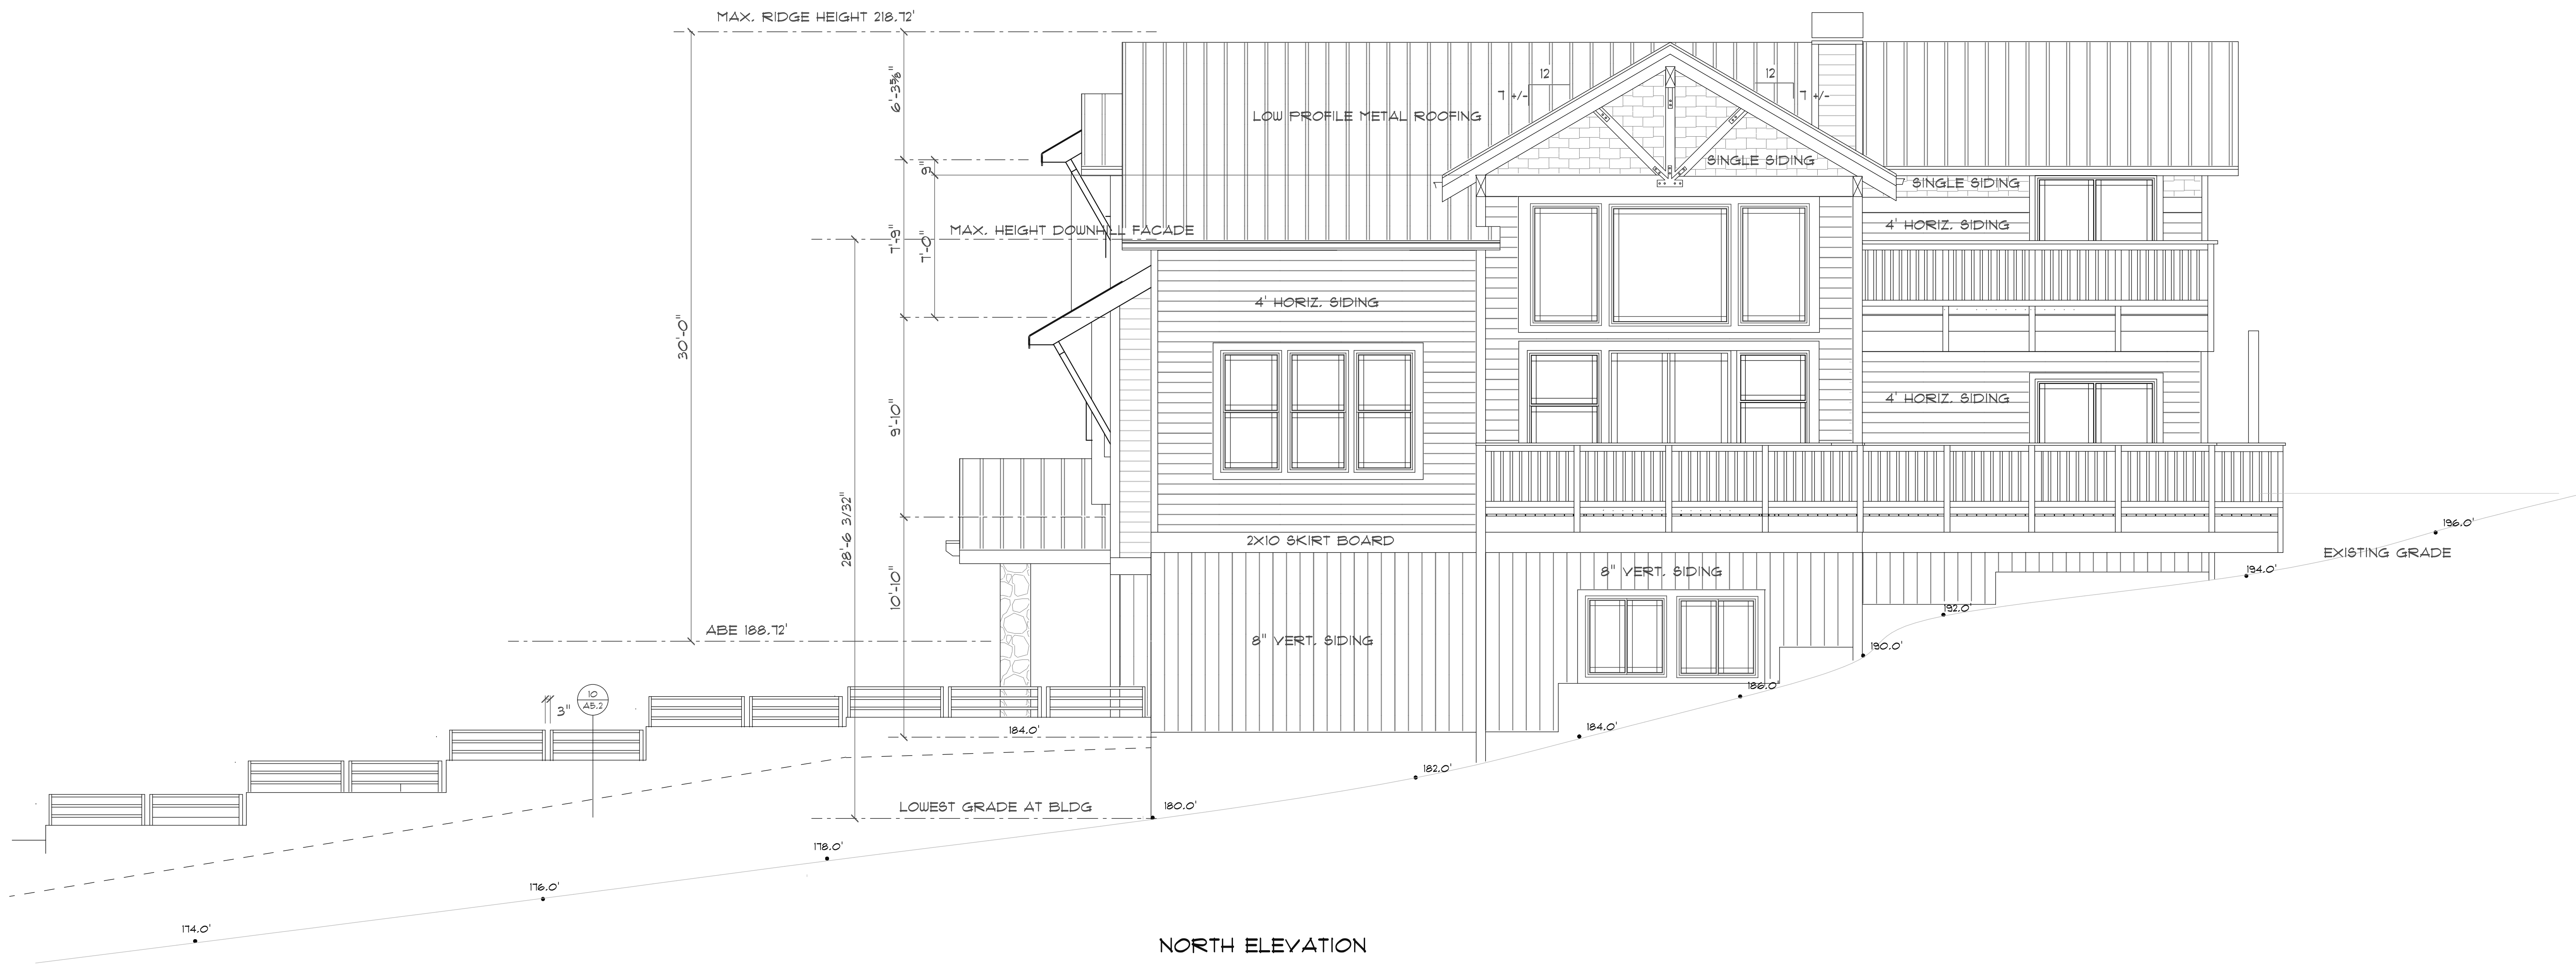 MAX. RIDGE HEIGHT 218.72'
6'-3⅝"
12
12
7 +/-
7 +/-
LOW PROFILE METAL ROOFING
SINGLE SIDING
9"
SINGLE SIDING
4' HORIZ. SIDING
MAX. HEIGHT DOWNHILL FACADE
7'-9"
7'-0"
4' HORIZ. SIDING
30'-0"
4' HORIZ. SIDING
9'-10"
28'-6 3/32"
196.0'
2X10 SKIRT BOARD
EXISTING GRADE
8" VERT. SIDING
194.0'
10'-10"
192.0'
ABE 188.72'
8" VERT. SIDING
190.0'
186.0'
10
A5.2
3"
184.0'
184.0'
182.0'
LOWEST GRADE AT BLDG
180.0'
178.0'
176.0'
174.0'
NORTH ELEVATION